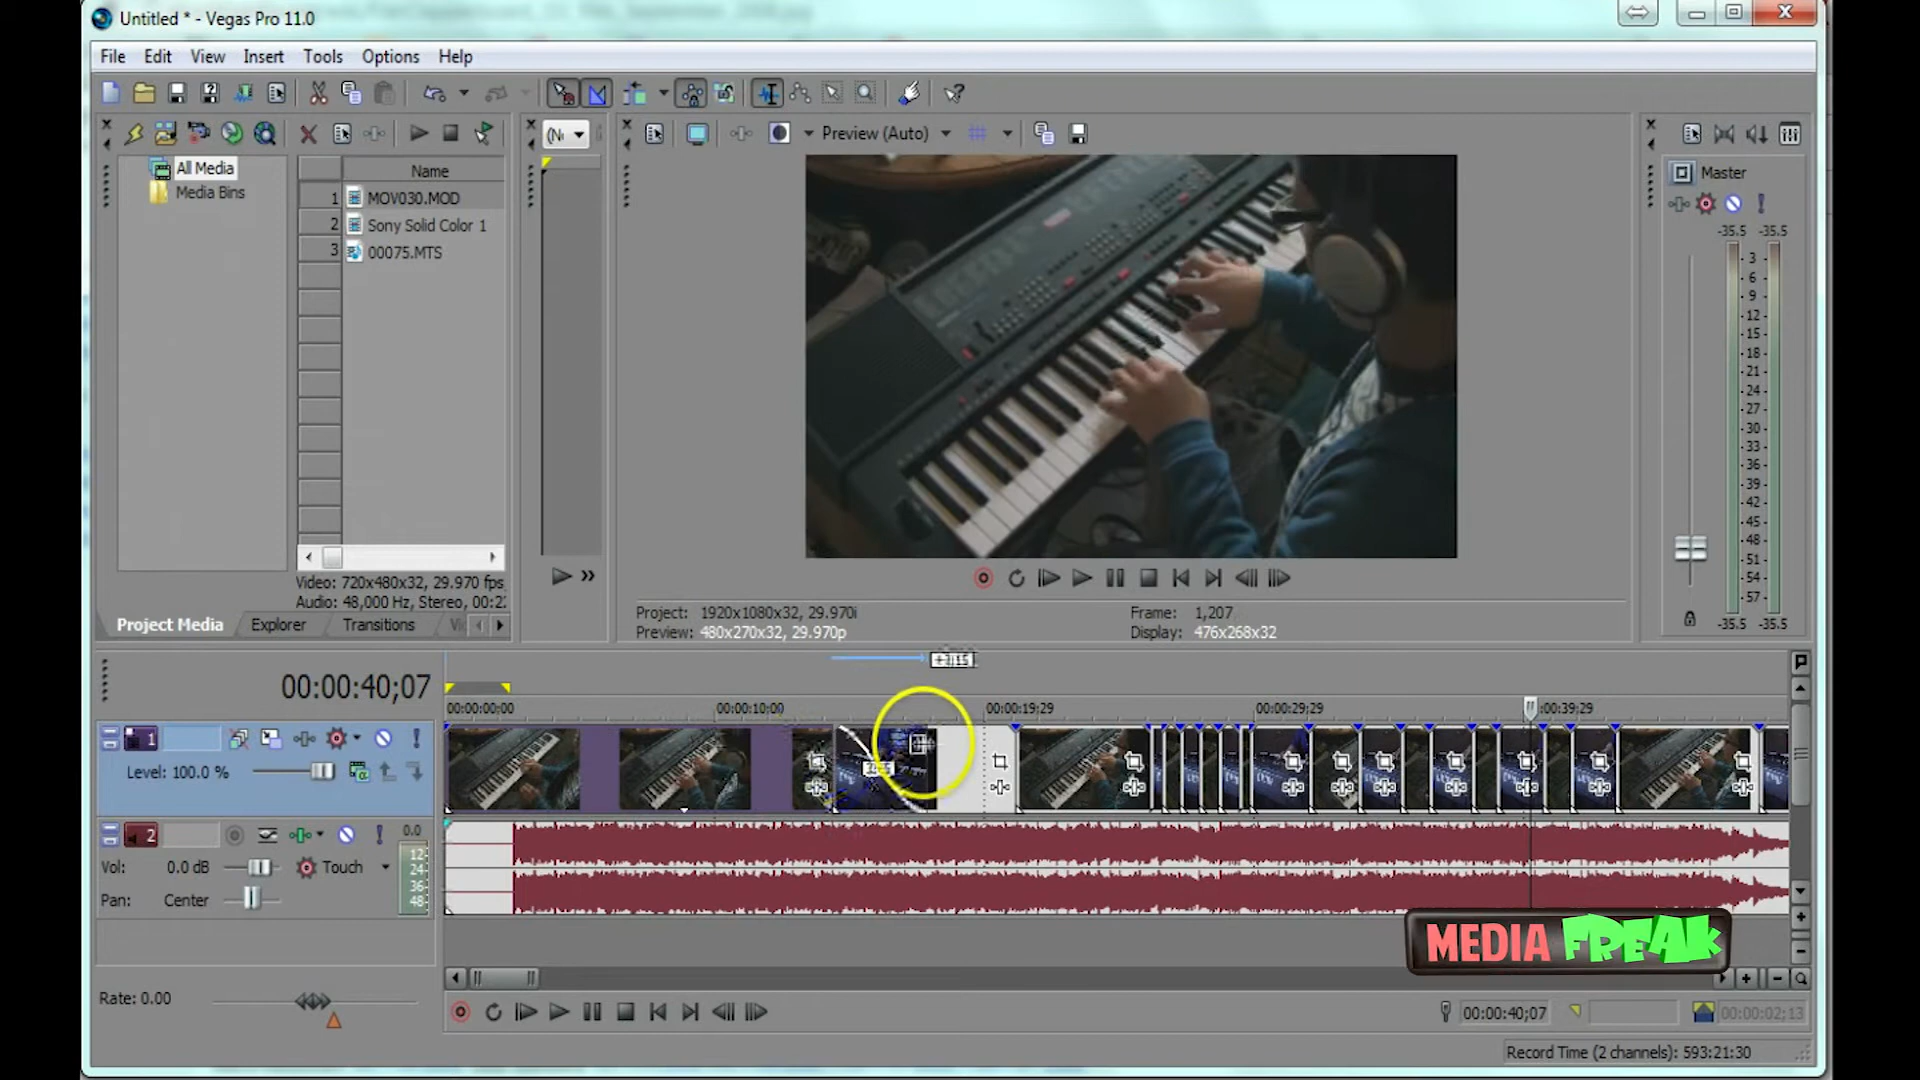 Untitled * - Vegas Pro 11.0
File Edit View Insert Tools Options Help
Preview (Auto)
All Media
Media Bins
Name
1 MOV030.MOD
2 Sony Solid Color 1
3 00075.MTS
Master
-35.5 -35.5
3
6
9
12
15
18
21
24
27
30
33
36
39
42
45
48
51
54
57
-35.5 -35.5
Video: 720x480x32, 29.970 fps,
Audio: 48,000 Hz, Stereo, 00:2
Project Media Explorer Transitions
Project: 1920x1080x32, 29.970i
Preview: 480x270x32, 29.970p
Frame: 1,207
Display: 476x268x32
00:00:40;07
00:00:00;00 00:00:10;00 00:00:19;29 00:00:29;29 :00:39;29
1
Level: 100.0 %
2
0.0
Vol: 0.0 dB Touch
Pan: Center
12
24
36
48
MEDIA FREAK
Rate: 0.00
00:00:40;07
00:00:02;13
Record Time (2 channels): 593:21:30